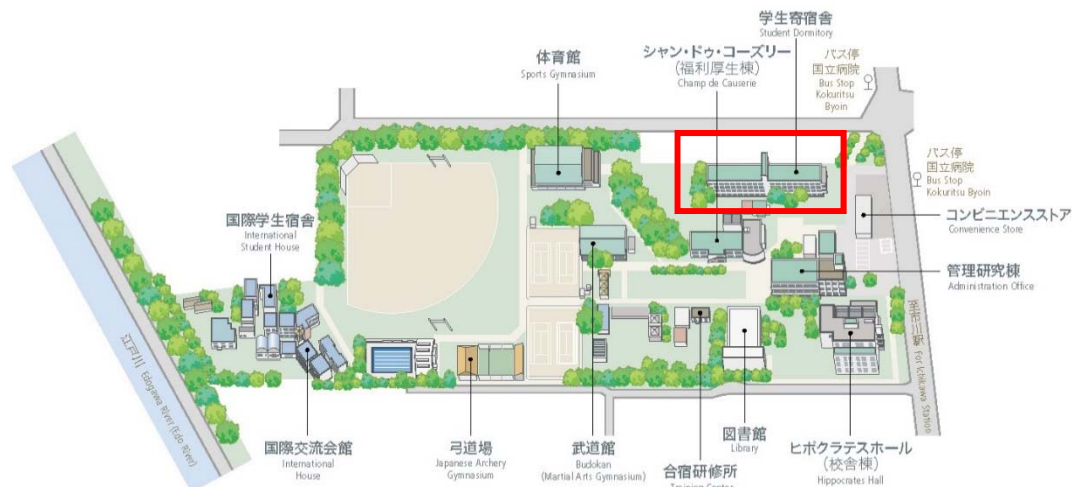 学生寄宿舎
Student Dormitory
シャン・ドゥ・コーズリー
(福利厚生棟)
Champ de Causerie
体育館
Sports Gymnasium
バス停
国立病院
Bus Stop
Kokuritsu
Byoin
バス停
国立病院
Bus Stop
Kokuritsu Byoin
コンビニエンスストア
Convenience Store
国際学生宿舎
International
Student House
管理研究棟
Administration Office
至市川駅 For Ichikawa Station
江戸川 Edogawa River (Edo River)
国際交流会館
International
House
弓道場
Japanese Archery
Gymnasium
武道館
Budokan
(Martial Arts Gymnasium)
合宿研修所
Training Center
図書館
Library
ヒポクラテスホール
(校舎棟)
Hippocrates Hall